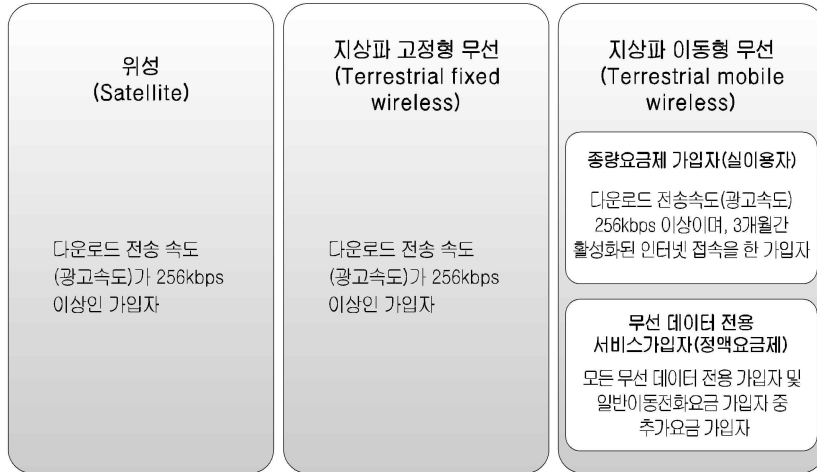 위성
(Satellite)
다운로드 전송 속도
(광고속도)가 256kbps
이상인 가입자
지상파 고정형 무선
(Terrestrial fixed
wireless)
다운로드 전송 속도
(광고속도)가 256kbps
이상인 가입자
지상파 이동형 무선
(Terrestrial mobile
wireless)
종량요금제 가입자(실이용자)
다운로드 전송속도(광고속도)
256kbps 이상이며, 3개월간
활성화된 인터넷 접속을 한 가입자
무선 데이터 전용
서비스가입자(정액요금제)
모든 무선 데이터 전용 가입자 및
일반이동전화요금 가입자 중
추가요금 가입자